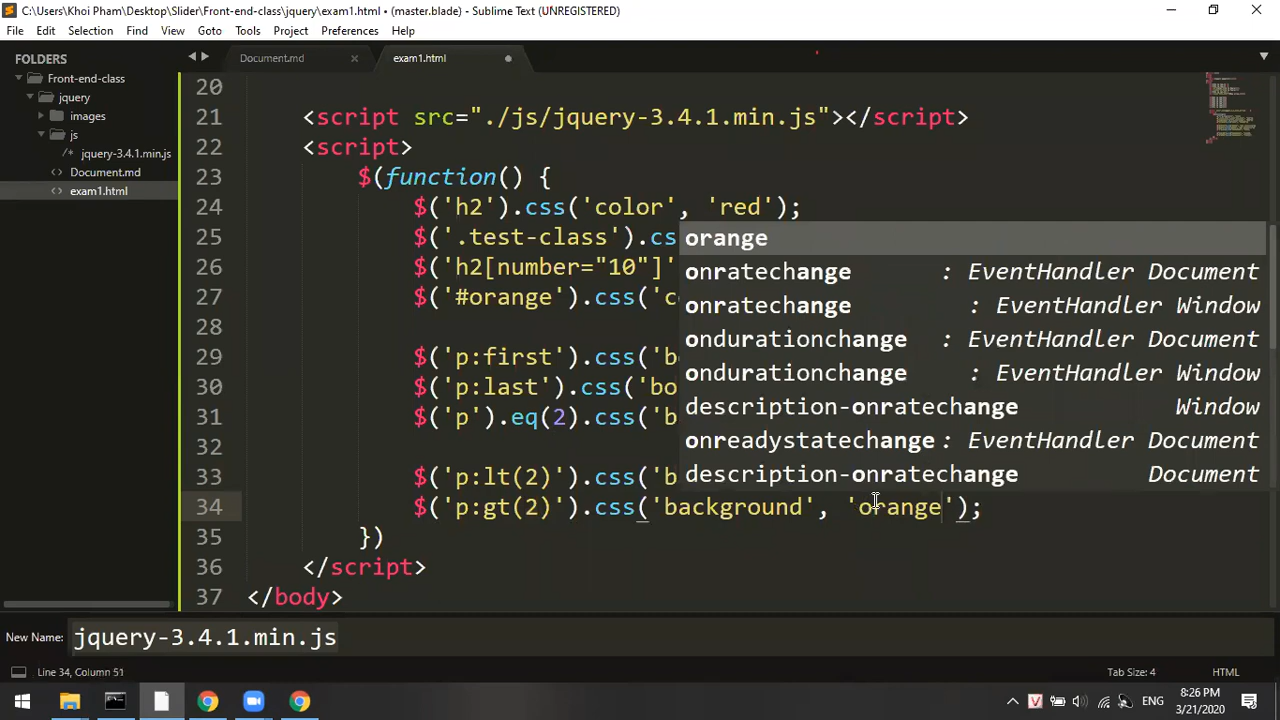 C:\Users\Khoi Pham\Desktop\Slider\Front-end-class\jquery\exam1.html • (master.blade) - Sublime Text (UNREGISTERED)
File Edit Selection Find View Goto Tools Project Preferences Help
FOLDERS
Front-end-class
jquery
images
js
/* jquery-3.4.1.min.js
<> Document.md
<> exam1.html
Document.md
exam1.html
20
21 <script src="./js/jquery-3.4.1.min.js"></script>
22 <script>
23 $(function() {
24 $('h2').css('color', 'red');
25 $('.test-class').cs
26 $('h2[number="10"]'
27 $('#orange').css('c
28
29 $('p:first').css('b
30 $('p:last').css('bo
31 $('p').eq(2).css('b
32
33 $('p:lt(2)').css('b
34 $('p:gt(2)').css('background', 'orange');
35 })
36 </script>
37 </body>
orange
onratechange : EventHandler Document
onratechange : EventHandler Window
ondurationchange : EventHandler Document
ondurationchange : EventHandler Window
description-onratechange Window
onreadystatechange : EventHandler Document
description-onratechange Document
New Name: jquery-3.4.1.min.js
Line 34, Column 51
Tab Size: 4
HTML
V
ENG
8:26 PM
3/21/2020